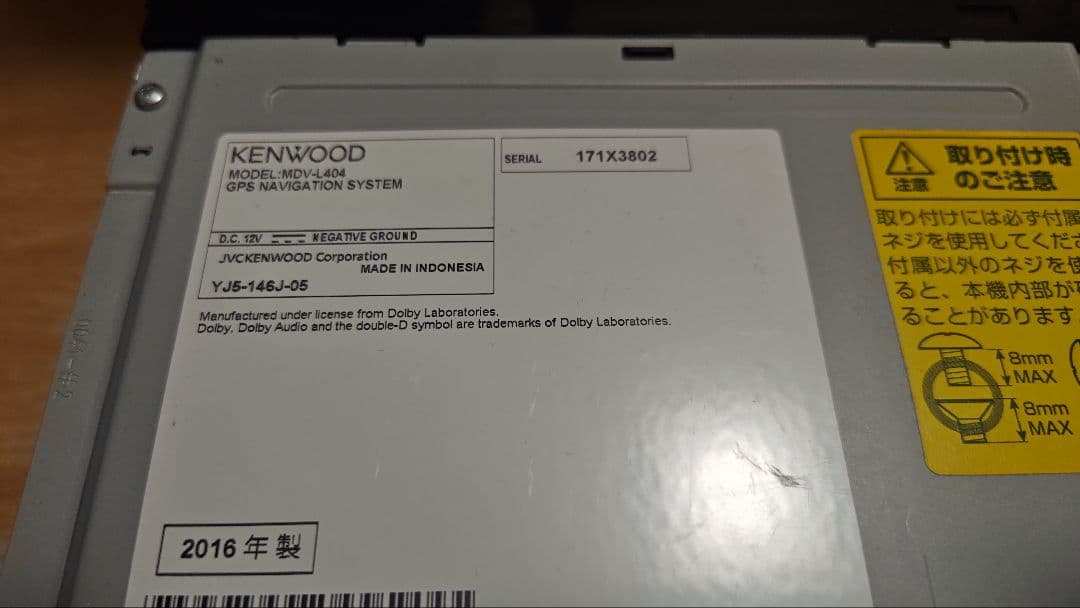 KENWOOD
MODEL:MDV-L404
GPS NAVIGATION SYSTEM
SERIAL 171X3802
D.C. 12V NEGATIVE GROUND
JVCKENWOOD Corporation
MADE IN INDONESIA
YJ5-146J-05
Manufactured under license from Dolby Laboratories.
Dolby, Dolby Audio and the double-D symbol are trademarks of Dolby Laboratories.
2016 年 製
注意
取り付け時
のご注意
取り付けには必ず付属
ネジを使用してくださ
付属以外のネジを使
ると、本機内部が
ることがあります
8mm
MAX
8mm
MAX